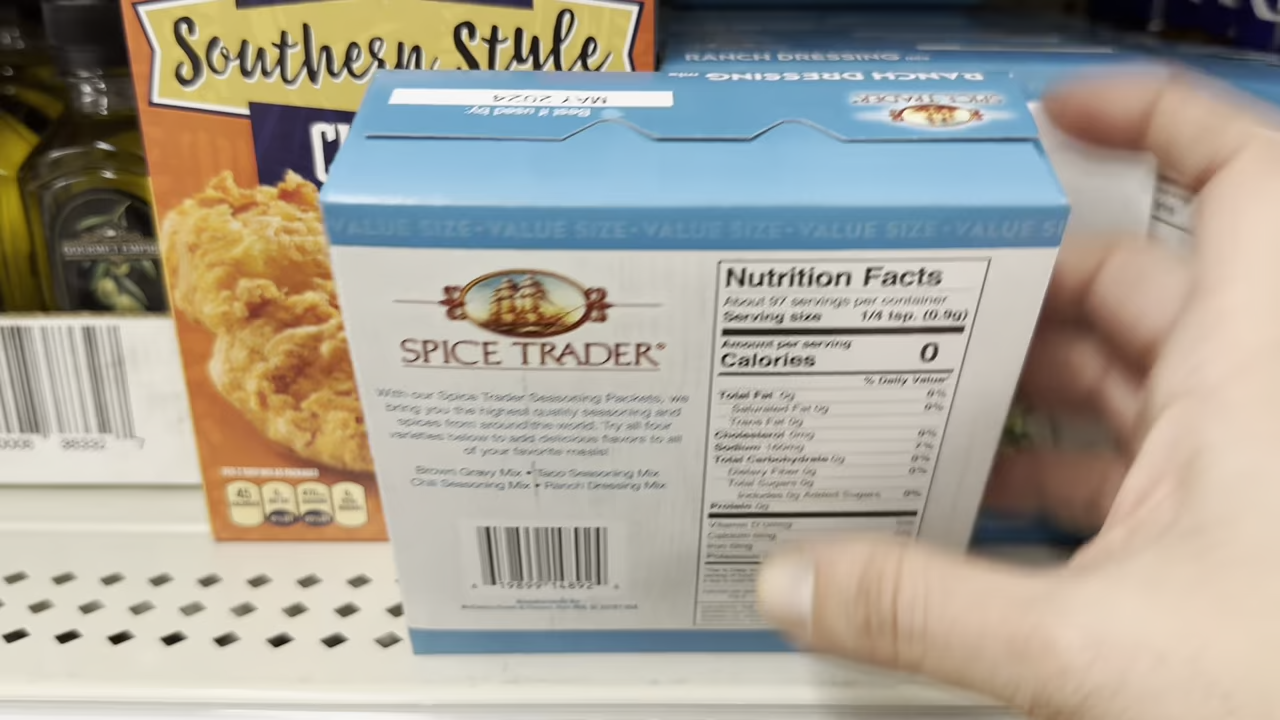 Southern Style
RANCH DRESSING mix
RANCH DRESSING mix
SPICE TRADER
MAY 2024
Best if used by:
VALUE SIZE • VALUE SIZE • VALUE SIZE • VALUE SIZE • VALUE SI
GOURMET EMPIR
SPICE TRADER®
With our Spice Trader Seasoning Packets, we
bring you the highest quality seasoning and
spices from around the world. Try all four
varieties below to add delicious flavors to all
of your favorite meals!
Brown Gravy Mix • Taco Seasoning Mix
Chili Seasoning Mix • Ranch Dressing Mix
Nutrition Facts
About 97 servings per container
Serving size 1/4 tsp. (0.9g)
Amount per serving
Calories 0
% Daily Value*
Total Fat 0g 0%
Saturated Fat 0g 0%
Trans Fat 0g
Cholesterol 0mg 0%
Sodium 160mg 7%
Total Carbohydrate 0g 0%
Dietary Fiber 0g 0%
Total Sugars 0g
Includes 0g Added Sugars 0%
Protein 0g
Vitamin D 0mcg
Calcium 0mg
Iron 0mg
45